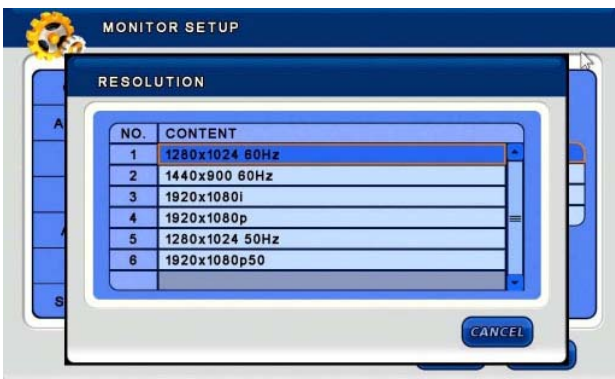 MONITOR SETUP
RESOLUTION
NO. CONTENT
1 1280x1024 60Hz
2 1440x900 60Hz
3 1920x1080i
4 1920x1080p
5 1280x1024 50Hz
6 1920x1080p50
CANCEL